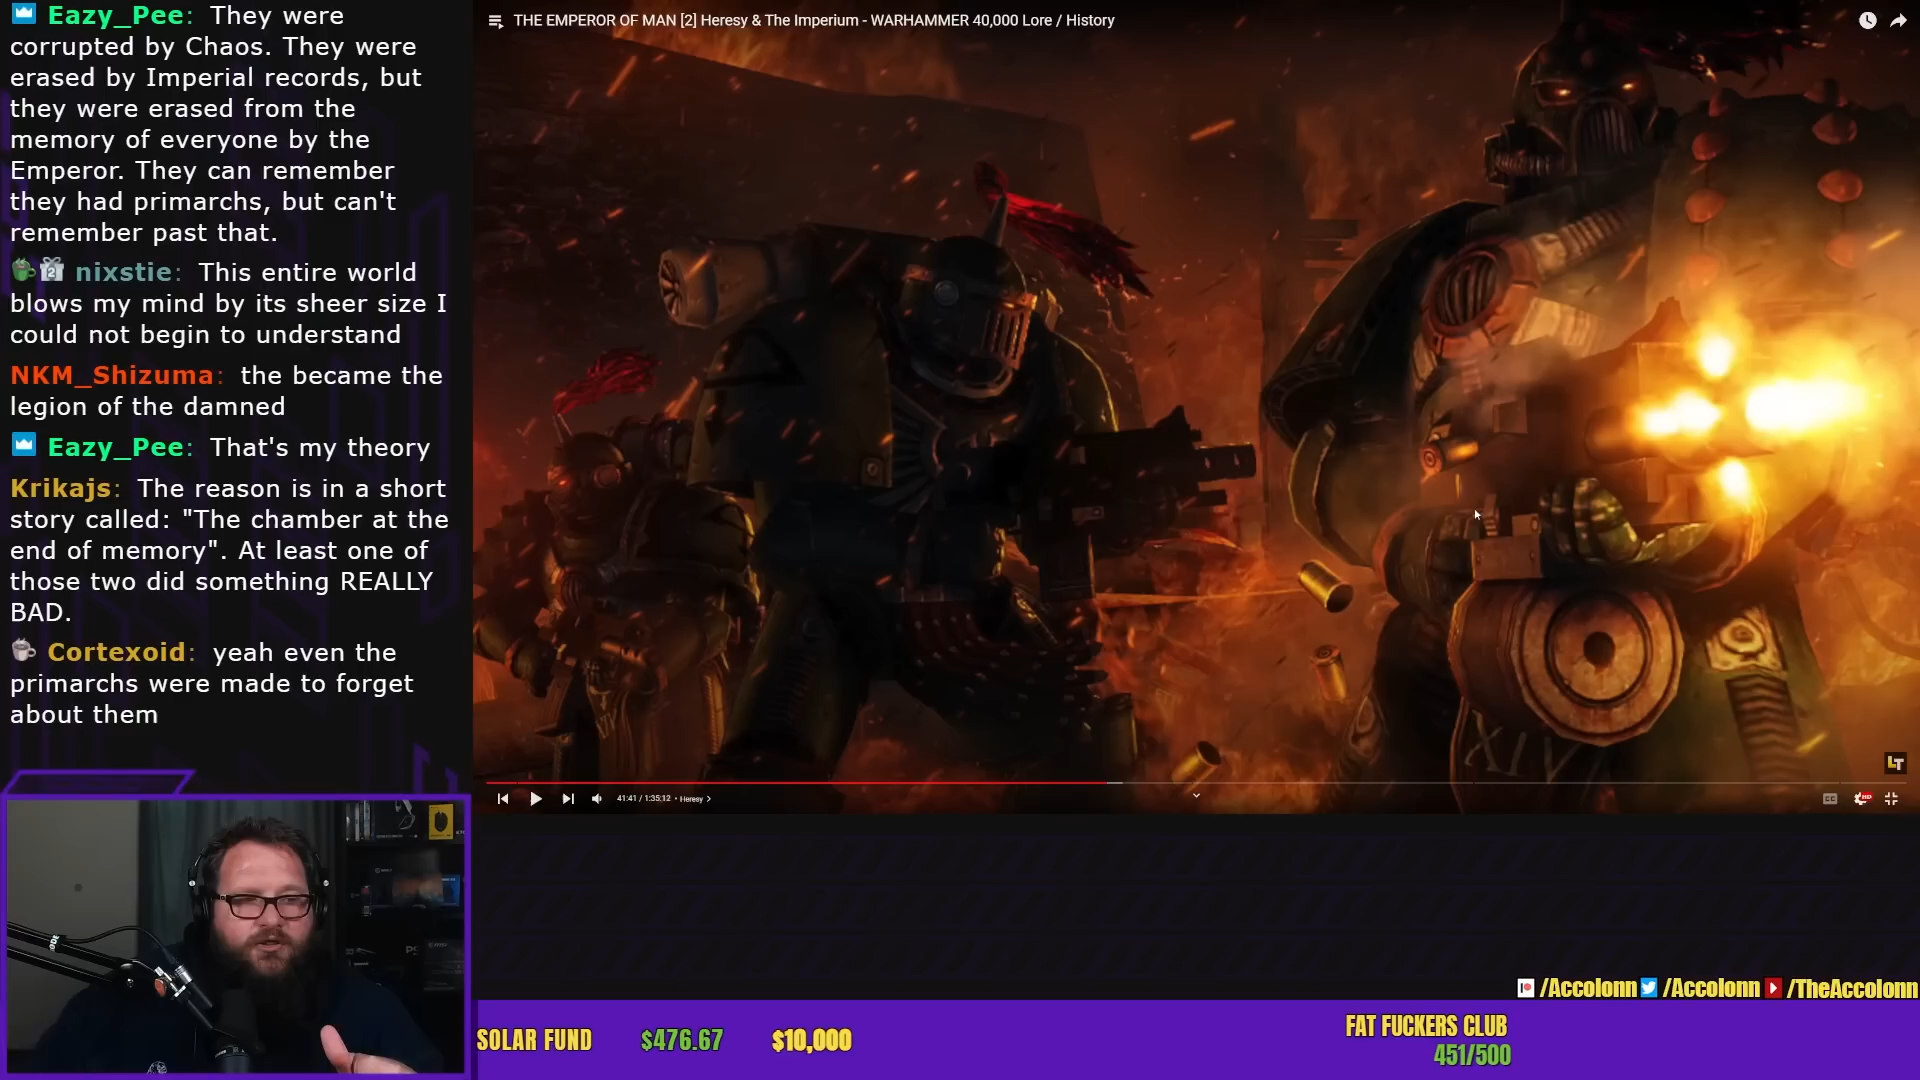 Eazy_Pee: They were
corrupted by Chaos. They were
erased by Imperial records, but
they were erased from the
memory of everyone by the
Emperor. They can remember
they had primarchs, but can't
remember past that.
nixstie: This entire world
blows my mind by its sheer size I
could not begin to understand
NKM_Shizuma: the became the
legion of the damned
Eazy_Pee: That's my theory
Krikajs: The reason is in a short
story called: "The chamber at the
end of memory". At least one of
those two did something REALLY
BAD.
Cortexoid: yeah even the
primarchs were made to forget
about them
THE EMPEROR OF MAN [2] Heresy & The Imperium - WARHAMMER 40,000 Lore / History
XIV
LT
41:41 / 1:35:12 • Heresy >
CC
HD
RODE
/Accolonn /Accolonn /TheAccolonn
SOLAR FUND $476.67 $10,000
FAT FUCKERS CLUB
451/500